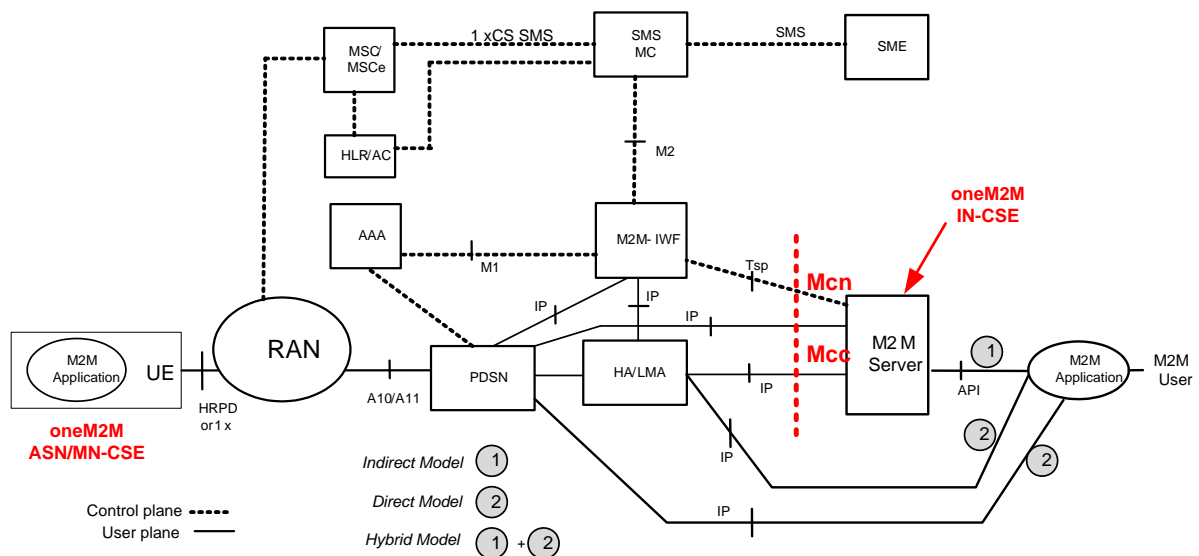 1 xCS SMS
SMS
MSC/
MSCe
SMS
MC
SME
HLR/AC
M2
oneM2M
IN-CSE
AAA
M2M- IWF
M1
Tsp
Mcn
IP
IP
IP
RAN
M2M
Application
UE
PDSN
HA/LMA
Mcc
M2M
Server
1
M2M
Application
M2M
User
HRPD
or 1 x
A10/A11
IP
API
oneM2M
ASN/MN-CSE
IP
2
2
Indirect Model 1
Direct Model 2
Hybrid Model 1 + 2
IP
Control plane
User plane